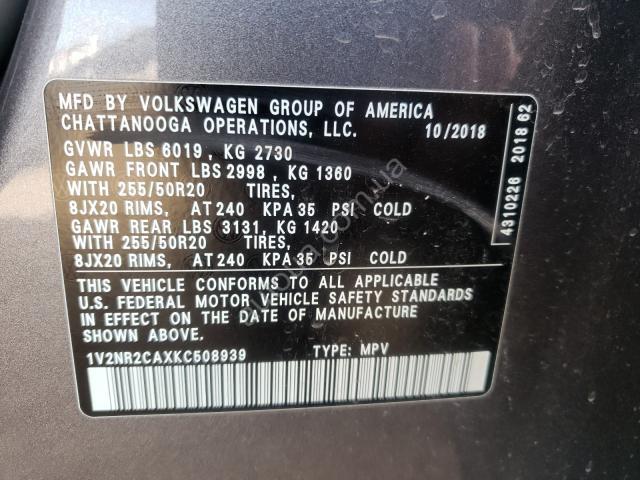 MFD BY VOLKSWAGEN GROUP OF AMERICA
CHATTANOOGA OPERATIONS, LLC. 10/2018
GVWR LBS 6019 , KG 2730
GAWR FRONT LBS 2998 , KG 1360
WITH 255/50R20 TIRES,
8JX20 RIMS, AT 240 KPA 35 PSI COLD
GAWR REAR LBS 3131, KG 1420
WITH 255/50R20 TIRES,
8JX20 RIMS, AT 240 KPA 35 PSI COLD
THIS VEHICLE CONFORMS TO ALL APPLICABLE
U.S. FEDERAL MOTOR VEHICLE SAFETY STANDARDS
IN EFFECT ON THE DATE OF MANUFACTURE
SHOWN ABOVE.
1V2NR2CAXKC508939 TYPE: MPV
4310226 2018 62